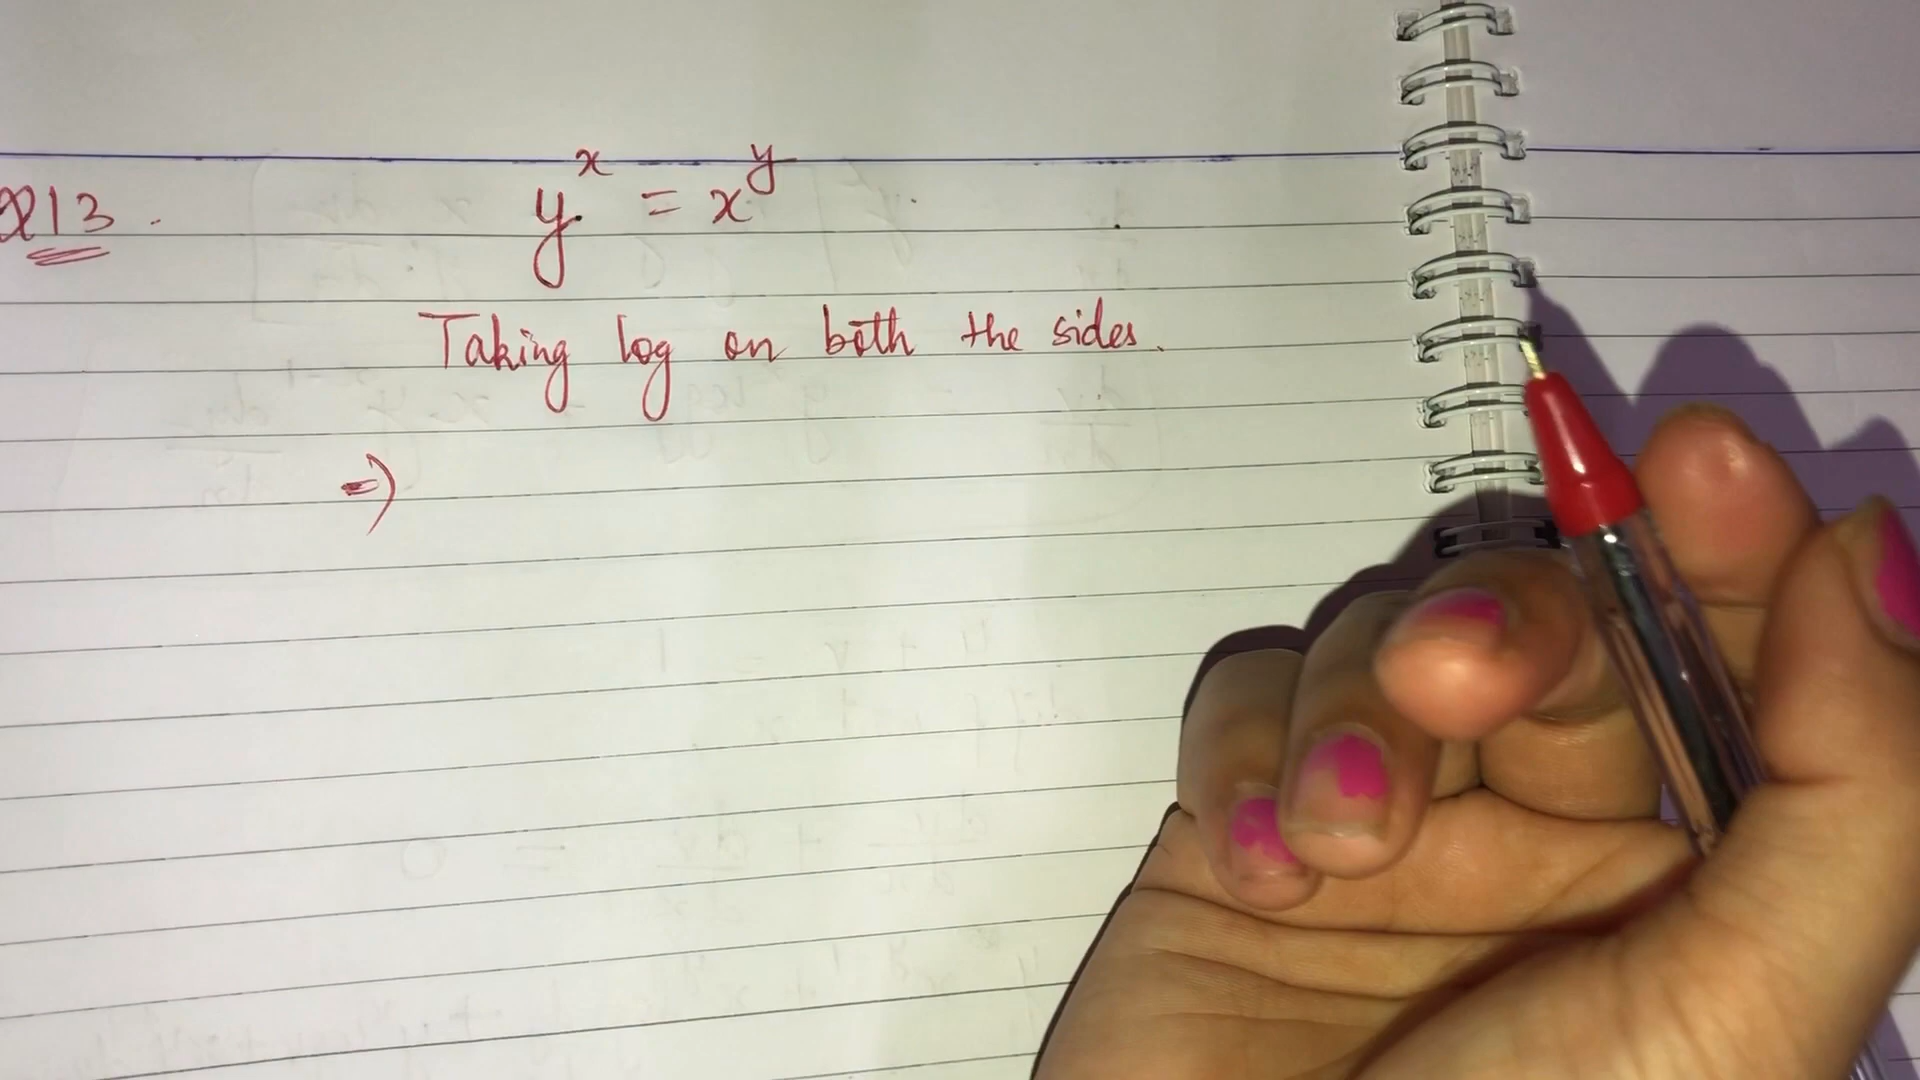 Q13. y^x = x^y
Taking log on both the sides.
=)